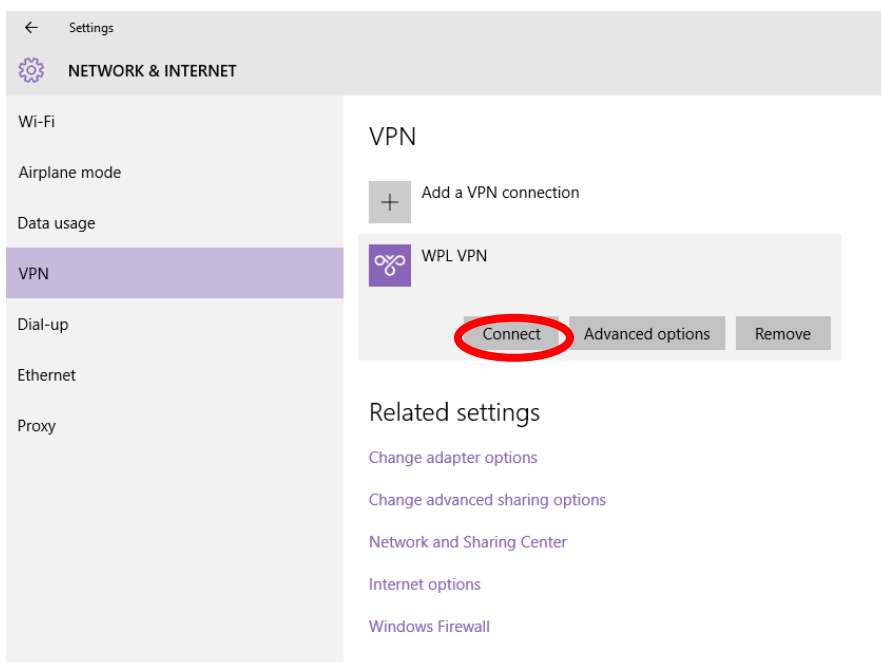 Settings
NETWORK & INTERNET
Wi-Fi
Airplane mode
Data usage
VPN
Dial-up
Ethernet
Proxy
VPN
Add a VPN connection
WPL VPN
Connect Advanced options Remove
Related settings
Change adapter options
Change advanced sharing options
Network and Sharing Center
Internet options
Windows Firewall